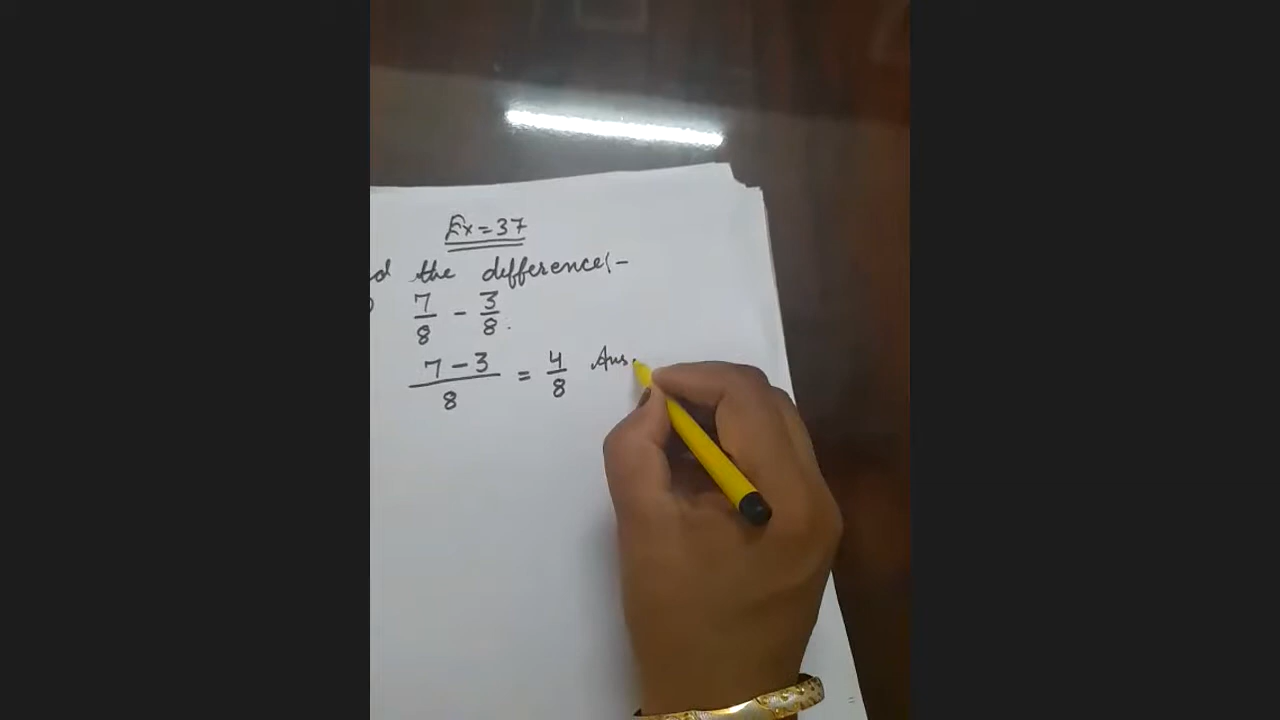 Ex = 37
d the difference:-
7/8 - 3/8.
7 - 3/8 = 4/8 Ans.